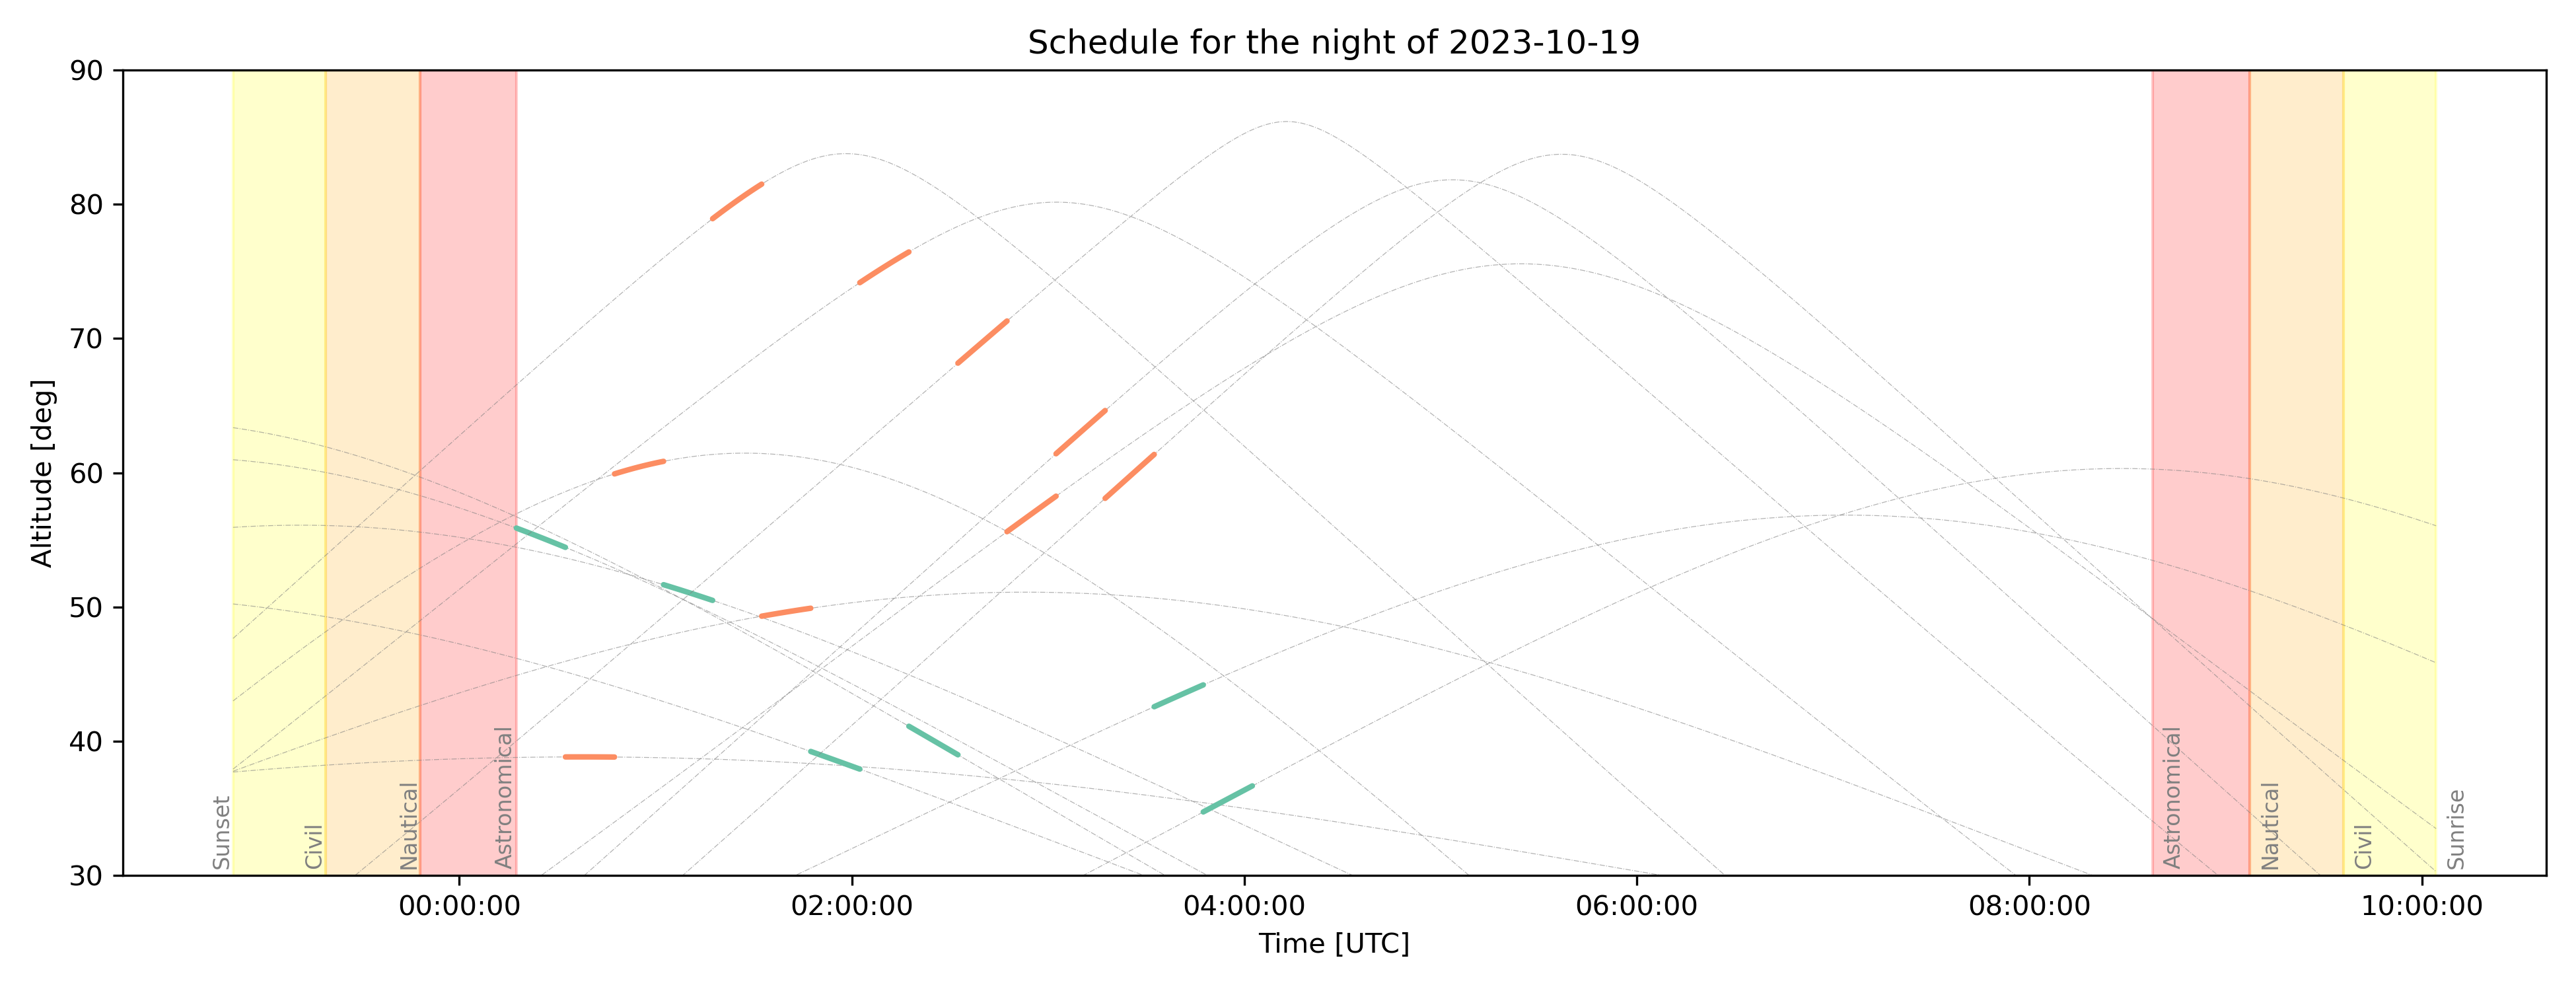 Schedule for the night of 2023-10-19
90
80
70
60
50
40
30
Altitude [deg]
Sunset
Civil
Nautical
Astronomical
Astronomical
Nautical
Civil
Sunrise
00:00:00
02:00:00
04:00:00
06:00:00
08:00:00
10:00:00
Time [UTC]